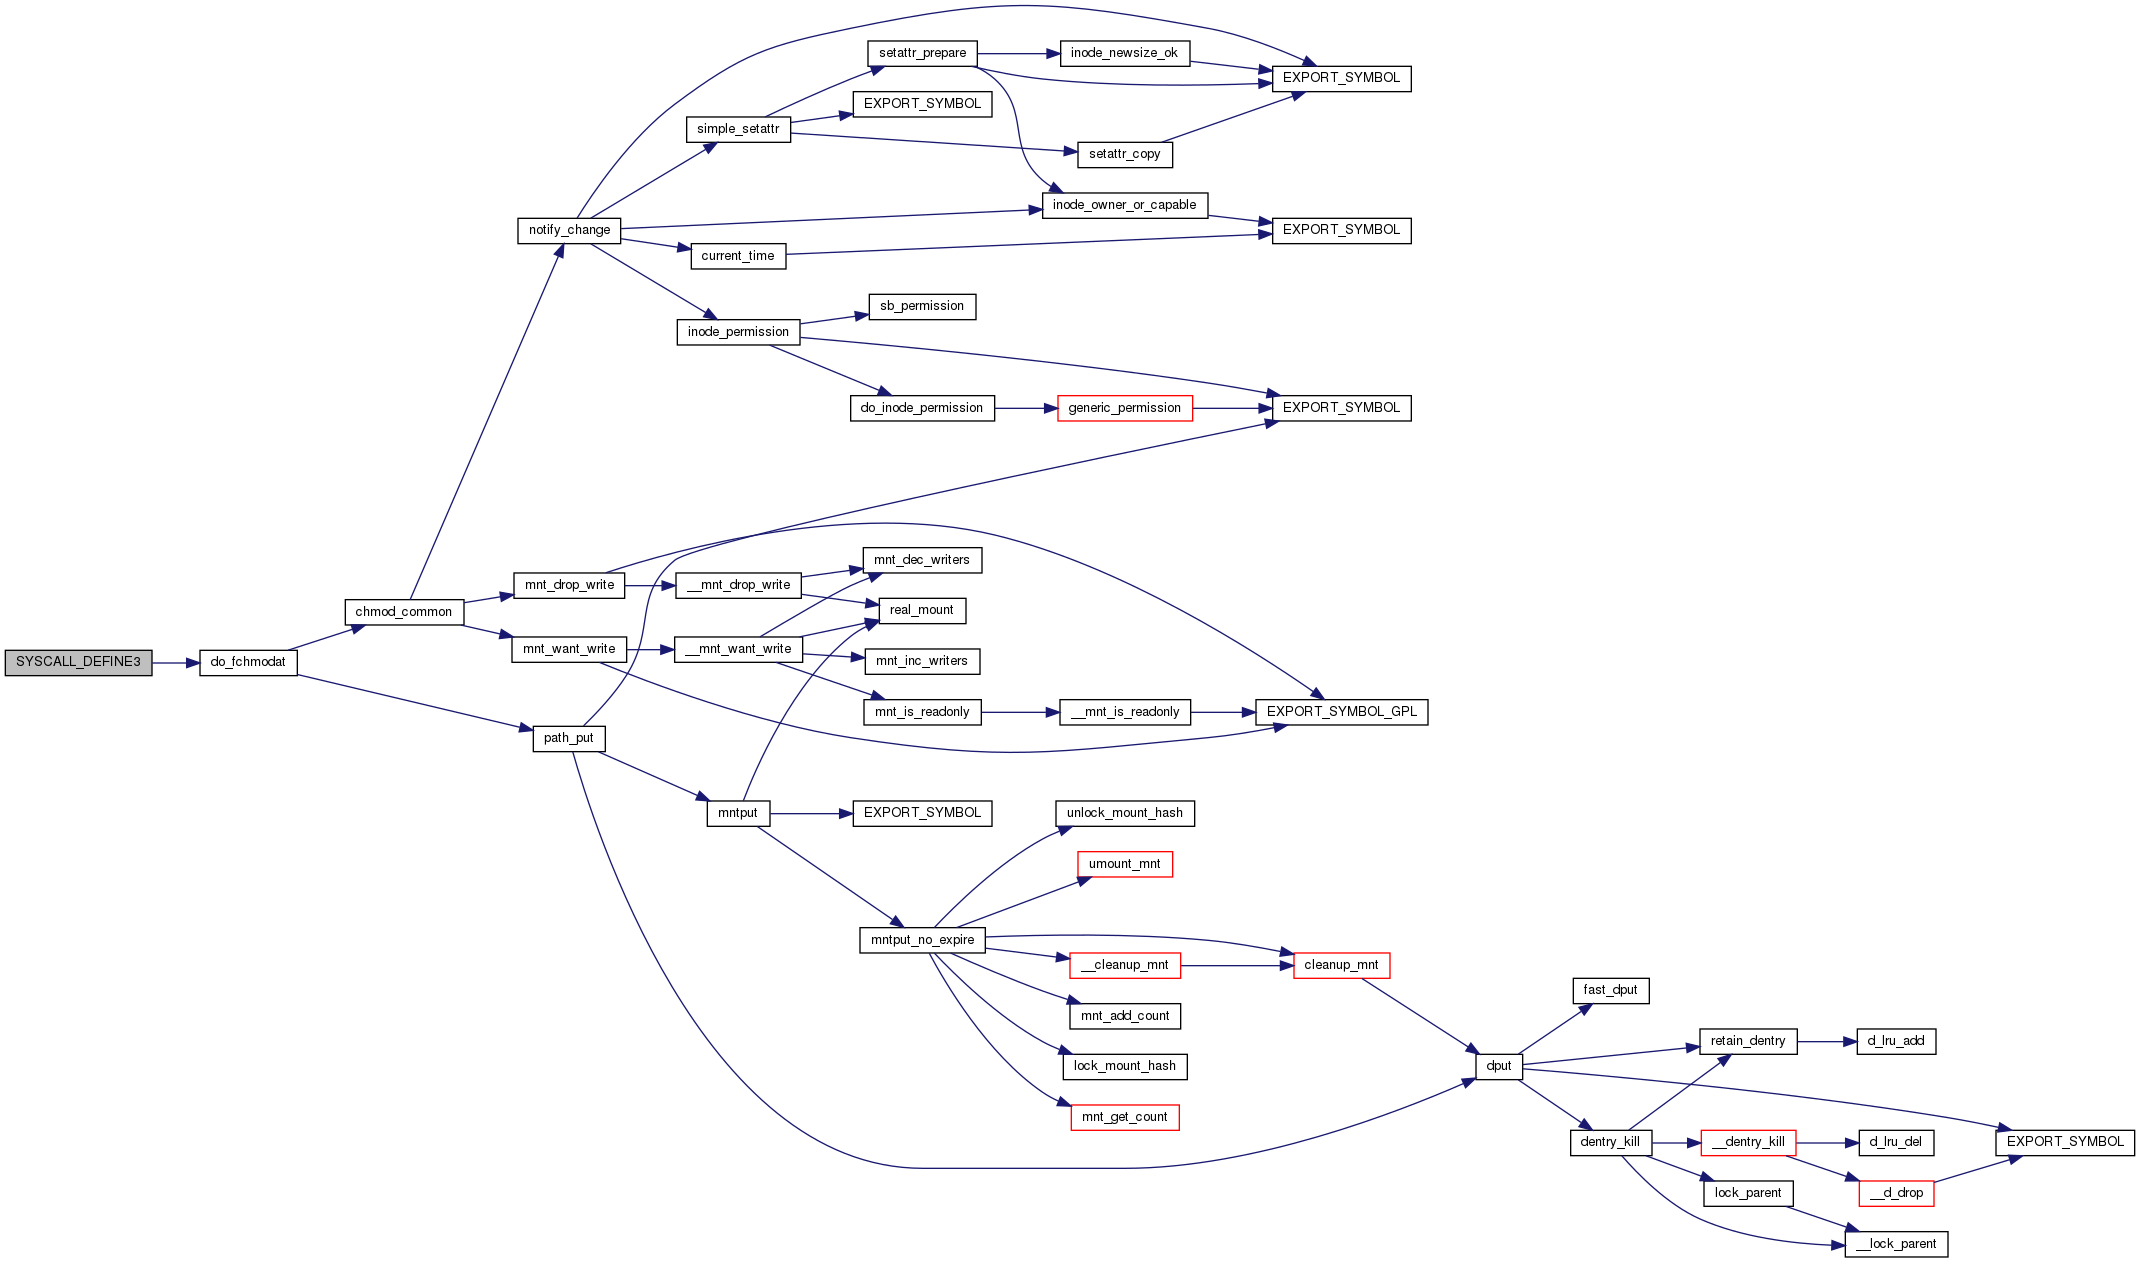 setattr_prepare
inode_newsize_ok
EXPORT_SYMBOL
EXPORT_SYMBOL
simple_setattr
setattr_copy
inode_owner_or_capable
notify_change
EXPORT_SYMBOL
current_time
sb_permission
inode_permission
do_inode_permission
generic_permission
EXPORT_SYMBOL
mnt_dec_writers
mnt_drop_write
__mnt_drop_write
chmod_common
real_mount
SYSCALL_DEFINE3
do_fchmodat
mnt_want_write
__mnt_want_write
mnt_inc_writers
mnt_is_readonly
__mnt_is_readonly
EXPORT_SYMBOL_GPL
path_put
mntput
EXPORT_SYMBOL
unlock_mount_hash
umount_mnt
mntput_no_expire
__cleanup_mnt
cleanup_mnt
fast_dput
mnt_add_count
retain_dentry
d_lru_add
lock_mount_hash
dput
mnt_get_count
dentry_kill
__dentry_kill
d_lru_del
EXPORT_SYMBOL
lock_parent
__d_drop
__lock_parent